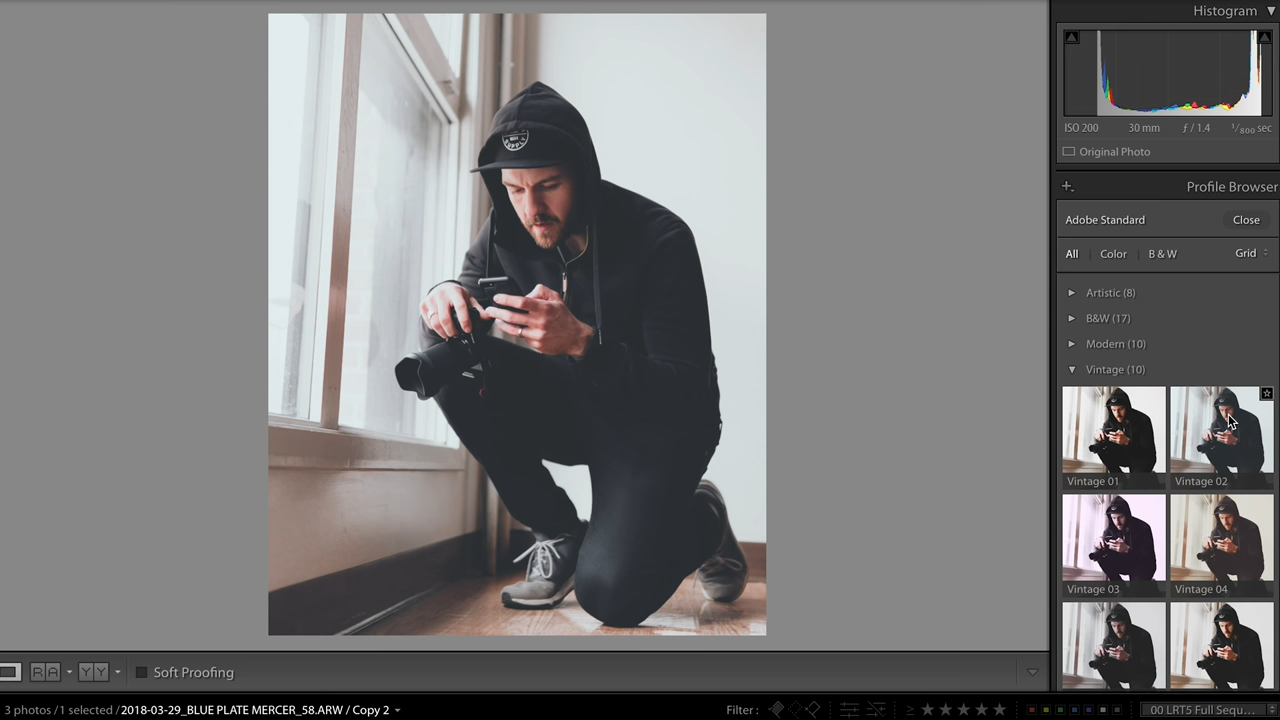 Histogram
ISO 200 30 mm ƒ / 1.4 1/800 sec
Original Photo
Profile Browser
Adobe Standard Close
All Color B & W Grid
Artistic (8)
B&W (17)
Modern (10)
Vintage (10)
Vintage 01 Vintage 02
Vintage 03 Vintage 04
R A Y Y Soft Proofing
3 photos / 1 selected / 2018-03-29_BLUE PLATE MERCER_58.ARW / Copy 2 Filter : 00 LRT5 Full Sequ...